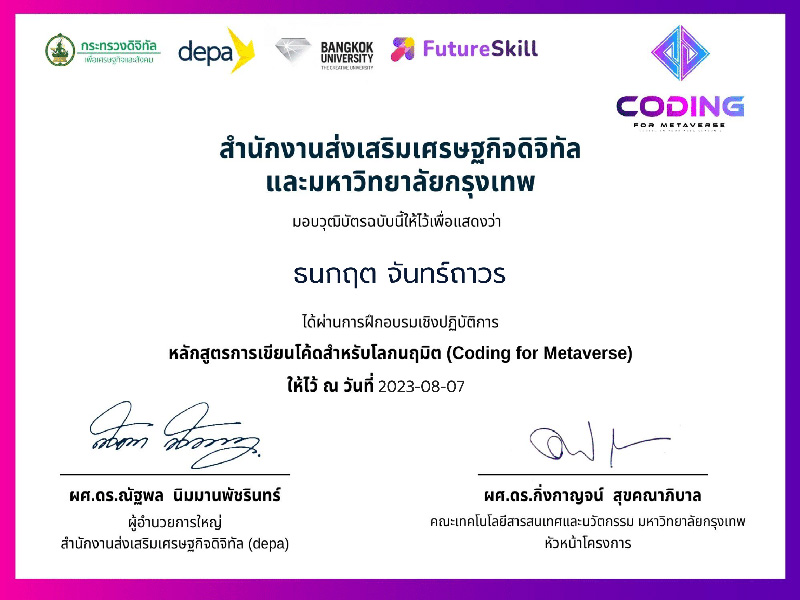 กระทรวงดิจิทัล
เพื่อเศรษฐกิจและสังคม
depa
BANGKOK
UNIVERSITY
THE CREATIVE UNIVERSITY
FutureSkill
CODING
FOR METAVERSE
สำนักงานส่งเสริมเศรษฐกิจดิจิทัล
และมหาวิทยาลัยกรุงเทพ
มอบวุฒิบัตรฉบับนี้ให้ไว้เพื่อแสดงว่า
ธนกฤต จันทร์ถาวร
ได้ผ่านการฝึกอบรมเชิงปฏิบัติการ
หลักสูตรการเขียนโค้ดสำหรับโลกนฤมิต (Coding for Metaverse)
ให้ไว้ ณ วันที่ 2023-08-07
ผศ.ดร.ณัฐพล นิมมานพัชรินทร์
ผู้อำนวยการใหญ่
สำนักงานส่งเสริมเศรษฐกิจดิจิทัล (depa)
ผศ.ดร.กิ่งกาญจน์ สุขคณาภิบาล
คณะเทคโนโลยีสารสนเทศและนวัตกรรม มหาวิทยาลัยกรุงเทพ
หัวหน้าโครงการ